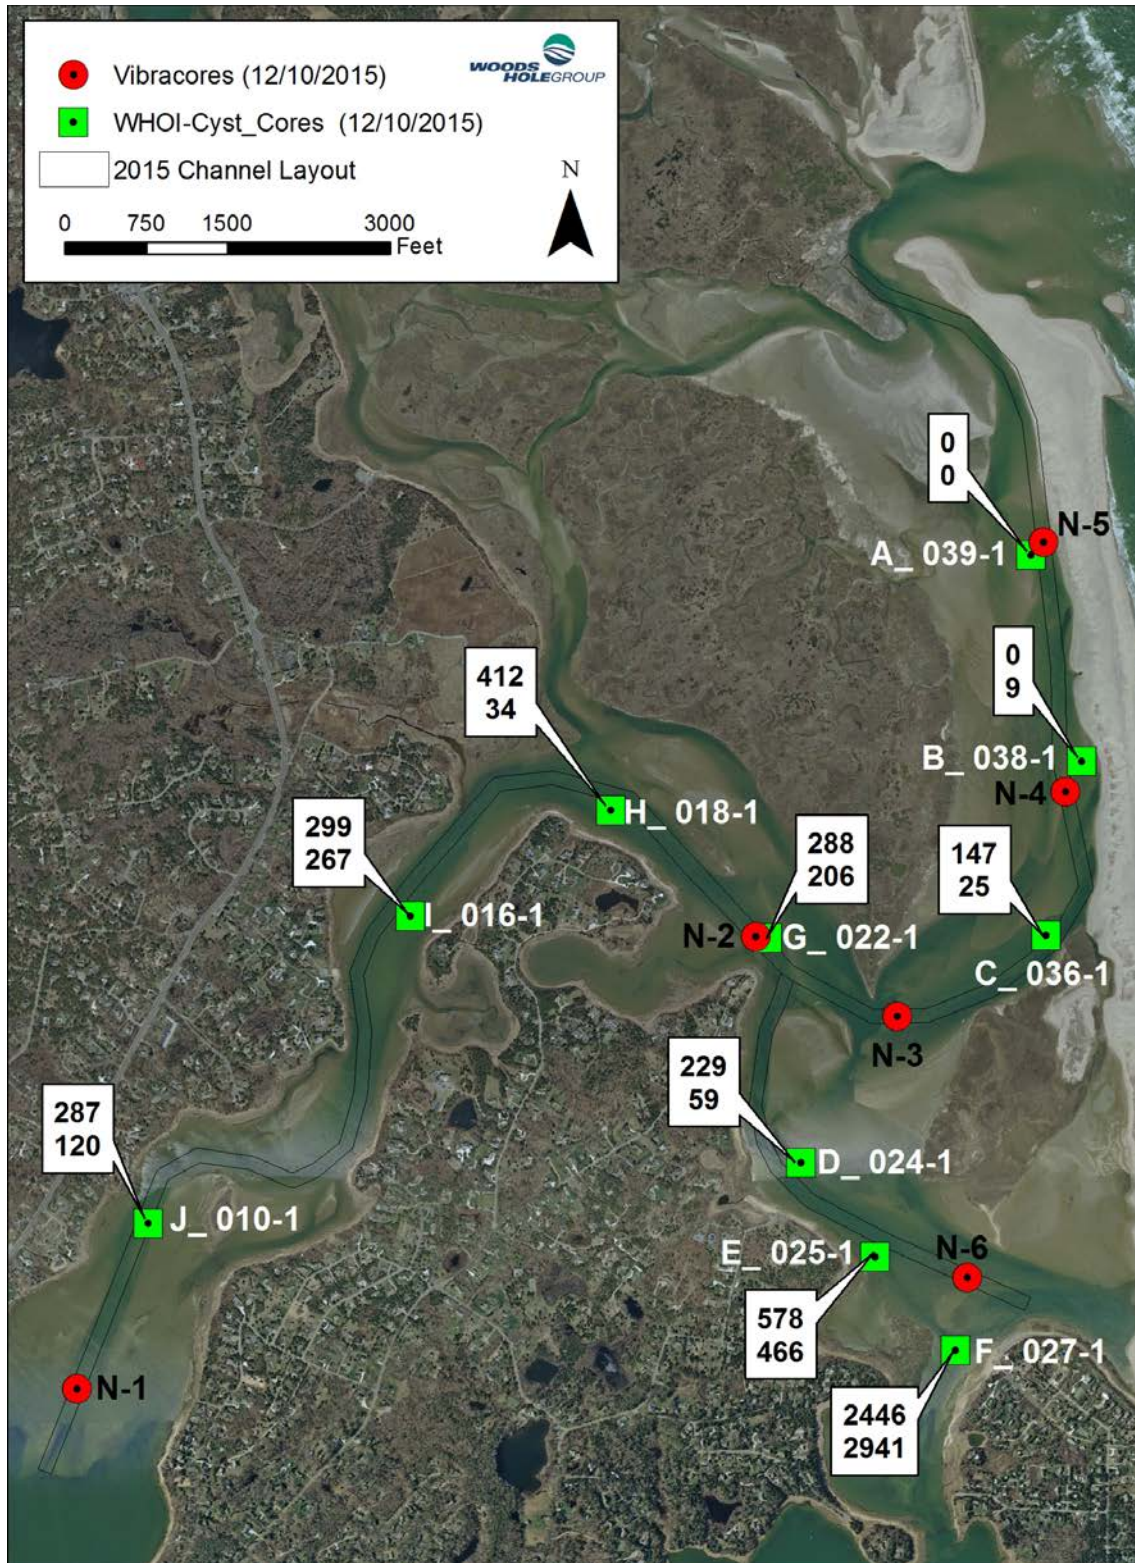 WOODS
HOLEGROUP
Vibracores (12/10/2015)
WHOI-Cyst_Cores (12/10/2015)
2015 Channel Layout
N
0 750 1500 3000
Feet
0
0
N-5
A_ 039-1
0
9
B_ 038-1
N-4
412
34
H_ 018-1
299
267
I_ 016-1
288
206
N-2
G_ 022-1
147
25
C_ 036-1
N-3
229
59
D_ 024-1
287
120
J_ 010-1
E_ 025-1
N-6
578
466
F_ 027-1
N-1
2446
2941